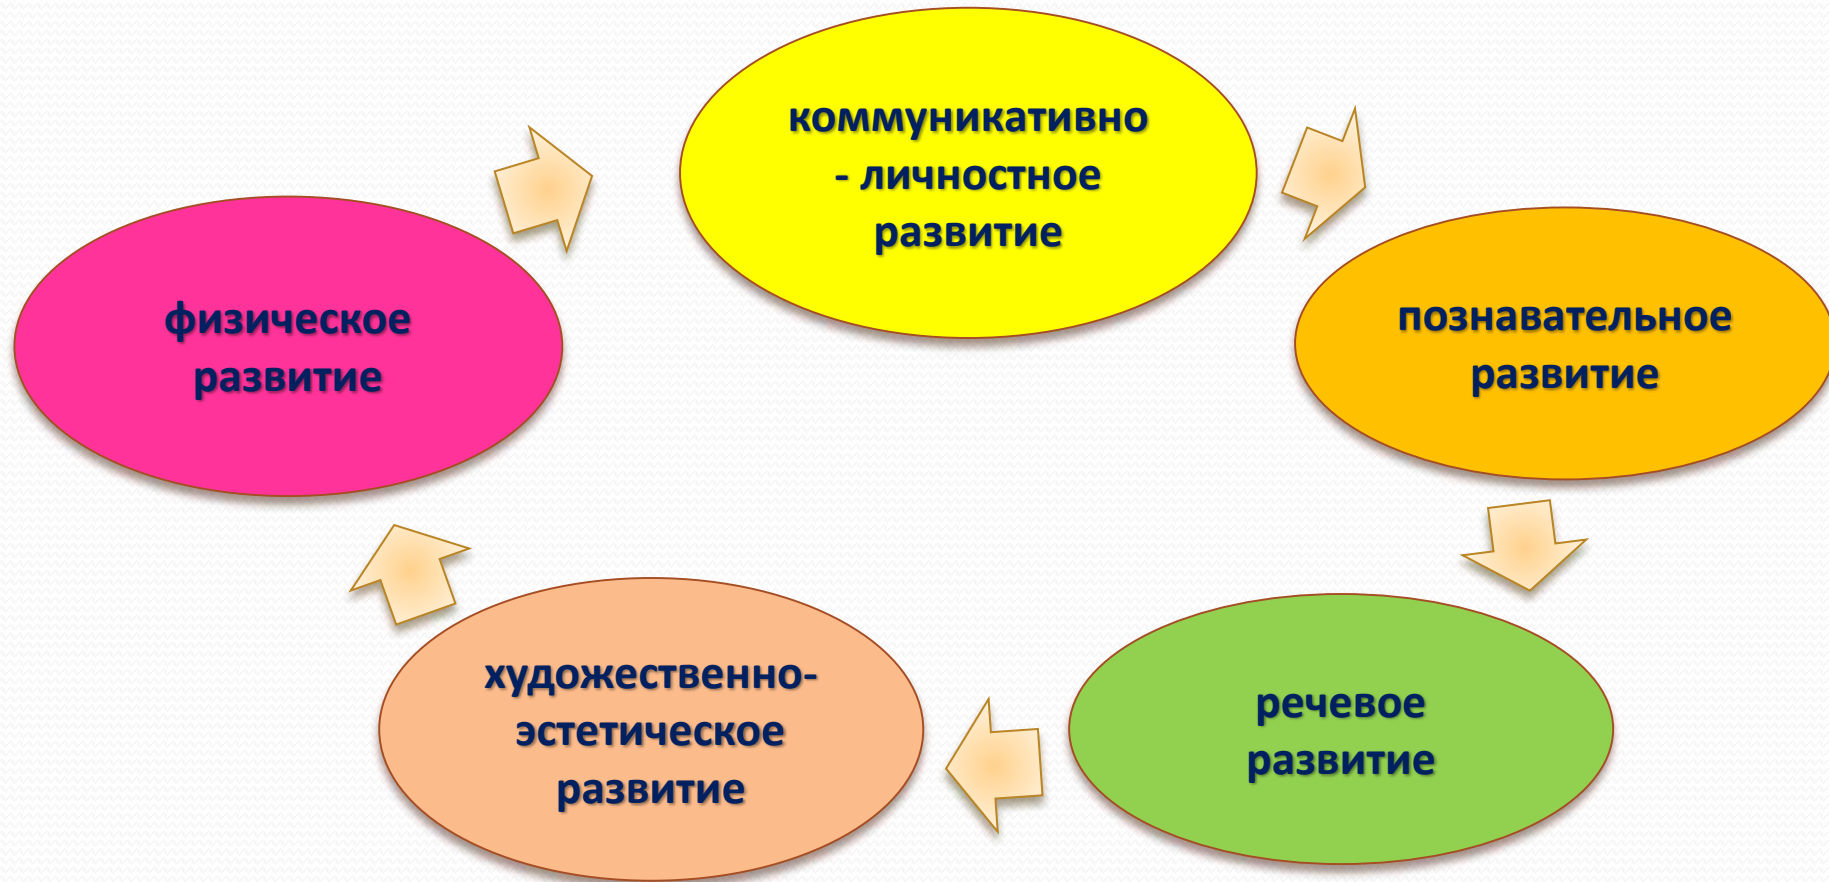 коммуникативно
- личностное
развитие
познавательное
развитие
речевое
развитие
художественно-
эстетическое
развитие
физическое
развитие